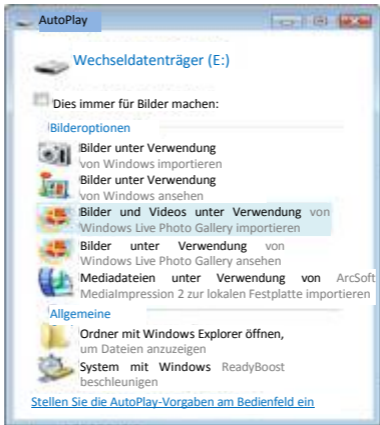 AutoPlay
Wechseldatenträger (E:)
Dies immer für Bilder machen:
Bilderoptionen
Bilder unter Verwendung
von Windows importieren
Bilder unter Verwendung
von Windows ansehen
Bilder und Videos unter Verwendung von
Windows Live Photo Gallery importieren
Bilder unter Verwendung von
Windows Live Photo Gallery ansehen
Mediadateien unter Verwendung von ArcSoft
MediaImpression 2 zur lokalen Festplatte importieren
Allgemeine
Ordner mit Windows Explorer öffnen,
um Dateien anzuzeigen
System mit Windows ReadyBoost
beschleunigen
Stellen Sie die AutoPlay-Vorgaben am Bedienfeld ein